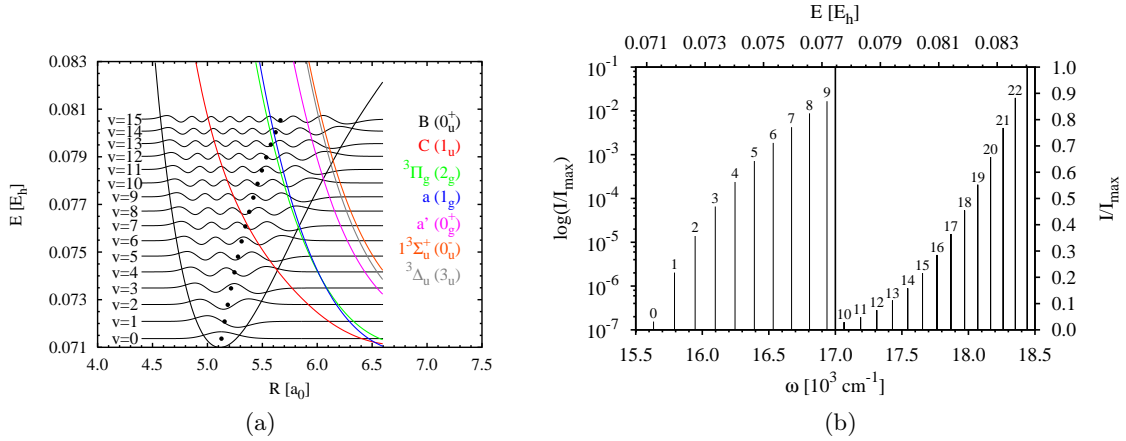 E [E_h]
0.071 0.073 0.075 0.077 0.079 0.081 0.083
0.083
0.081
0.079
0.077
0.075
0.073
0.071
E [E_h]
v=15
v=14
v=13
v=12
v=11
v=10
v=9
v=8
v=7
v=6
v=5
v=4
v=3
v=2
v=1
v=0
B (0_u^+)
C (1_u)
^3Π_g (2_g)
a (1_g)
a' (0_g^+)
1^3Σ_u^+ (0_u^-)
^3Δ_u (3_u)
4.0 4.5 5.0 5.5 6.0 6.5 7.0 7.5
R [a_0]
(a)
10^-1
10^-2
10^-3
10^-4
10^-5
10^-6
10^-7
log(I/I_max)
0 1 2 3 4 5 6 7 8 9
10 11 12 13 14 15 16 17 18 19 20 21 22
1.0
0.9
0.8
0.7
0.6
0.5
0.4
0.3
0.2
0.1
0.0
I/I_max
15.5 16.0 16.5 17.0 17.5 18.0 18.5
ω [10^3 cm^-1]
(b)